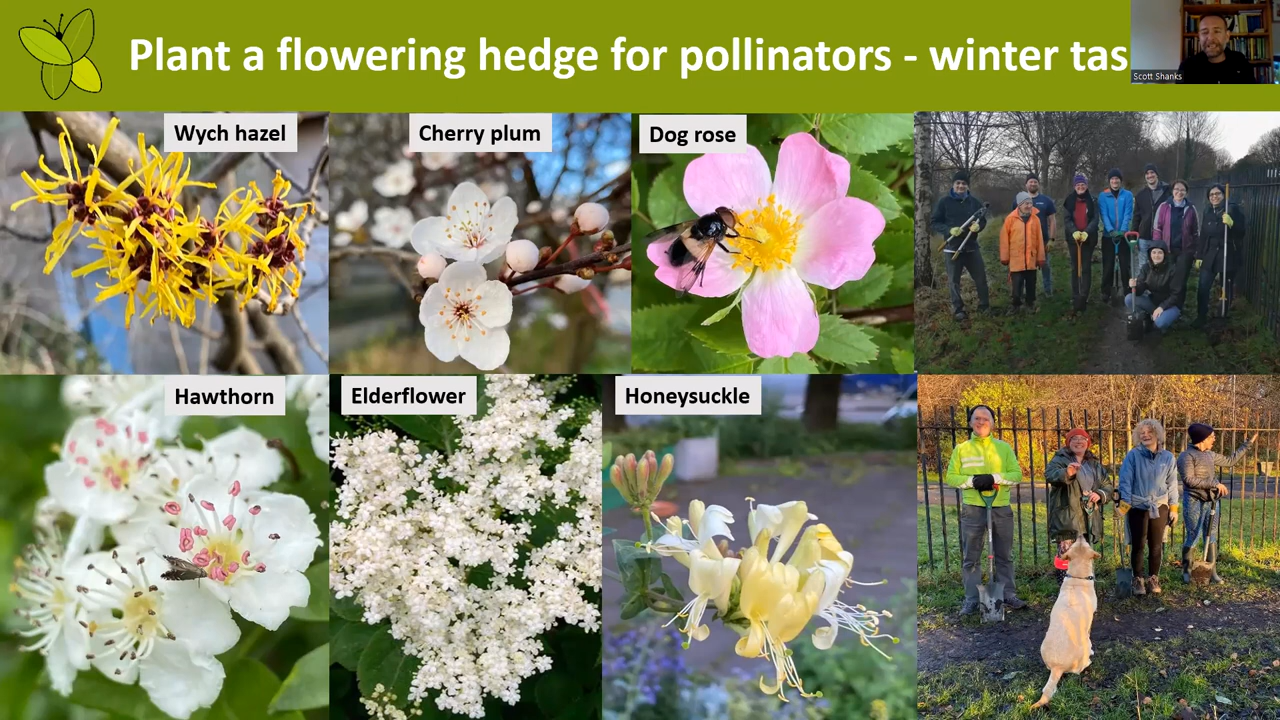 Plant a flowering hedge for pollinators - winter tas
Scott Shanks
Wych hazel
Cherry plum
Dog rose
Hawthorn
Elderflower
Honeysuckle